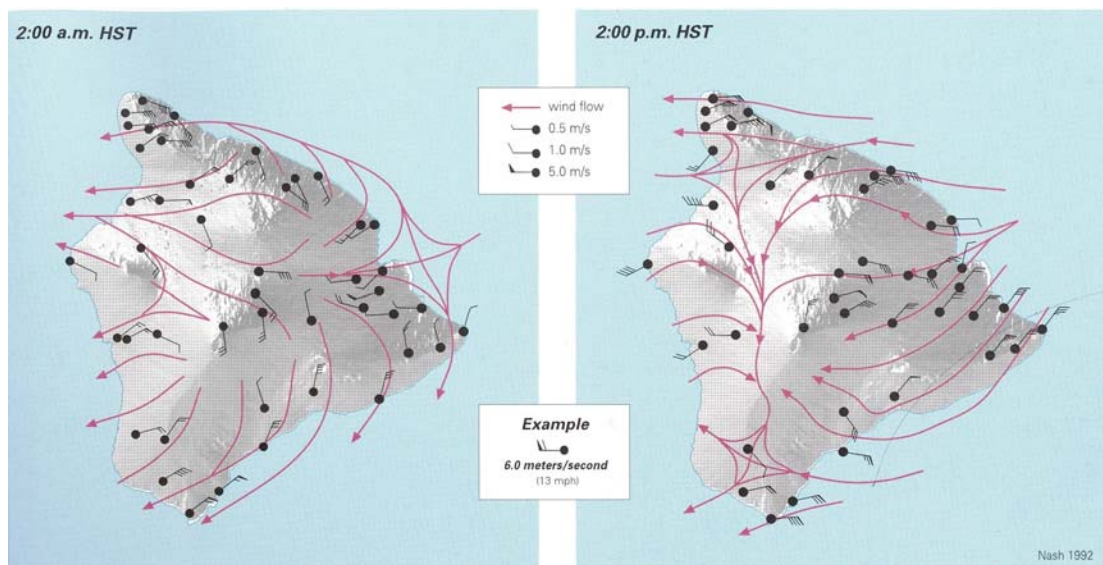 2:00 a.m. HST
2:00 p.m. HST
wind flow
0.5 m/s
1.0 m/s
5.0 m/s
Example
6.0 meters/second
(13 mph)
Nash 1992